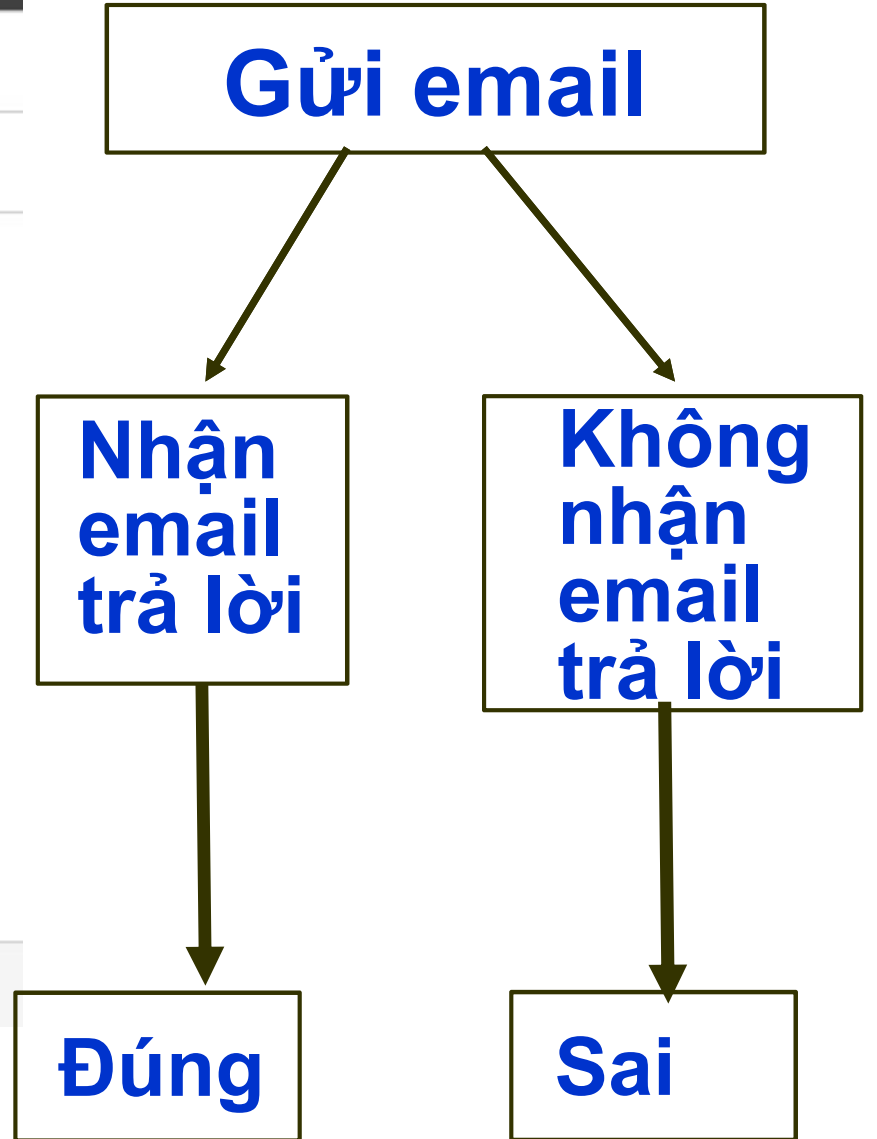 Gửi email
Nhận
email
trả lời
Không
nhận
email
trả lời
Đúng
Sai